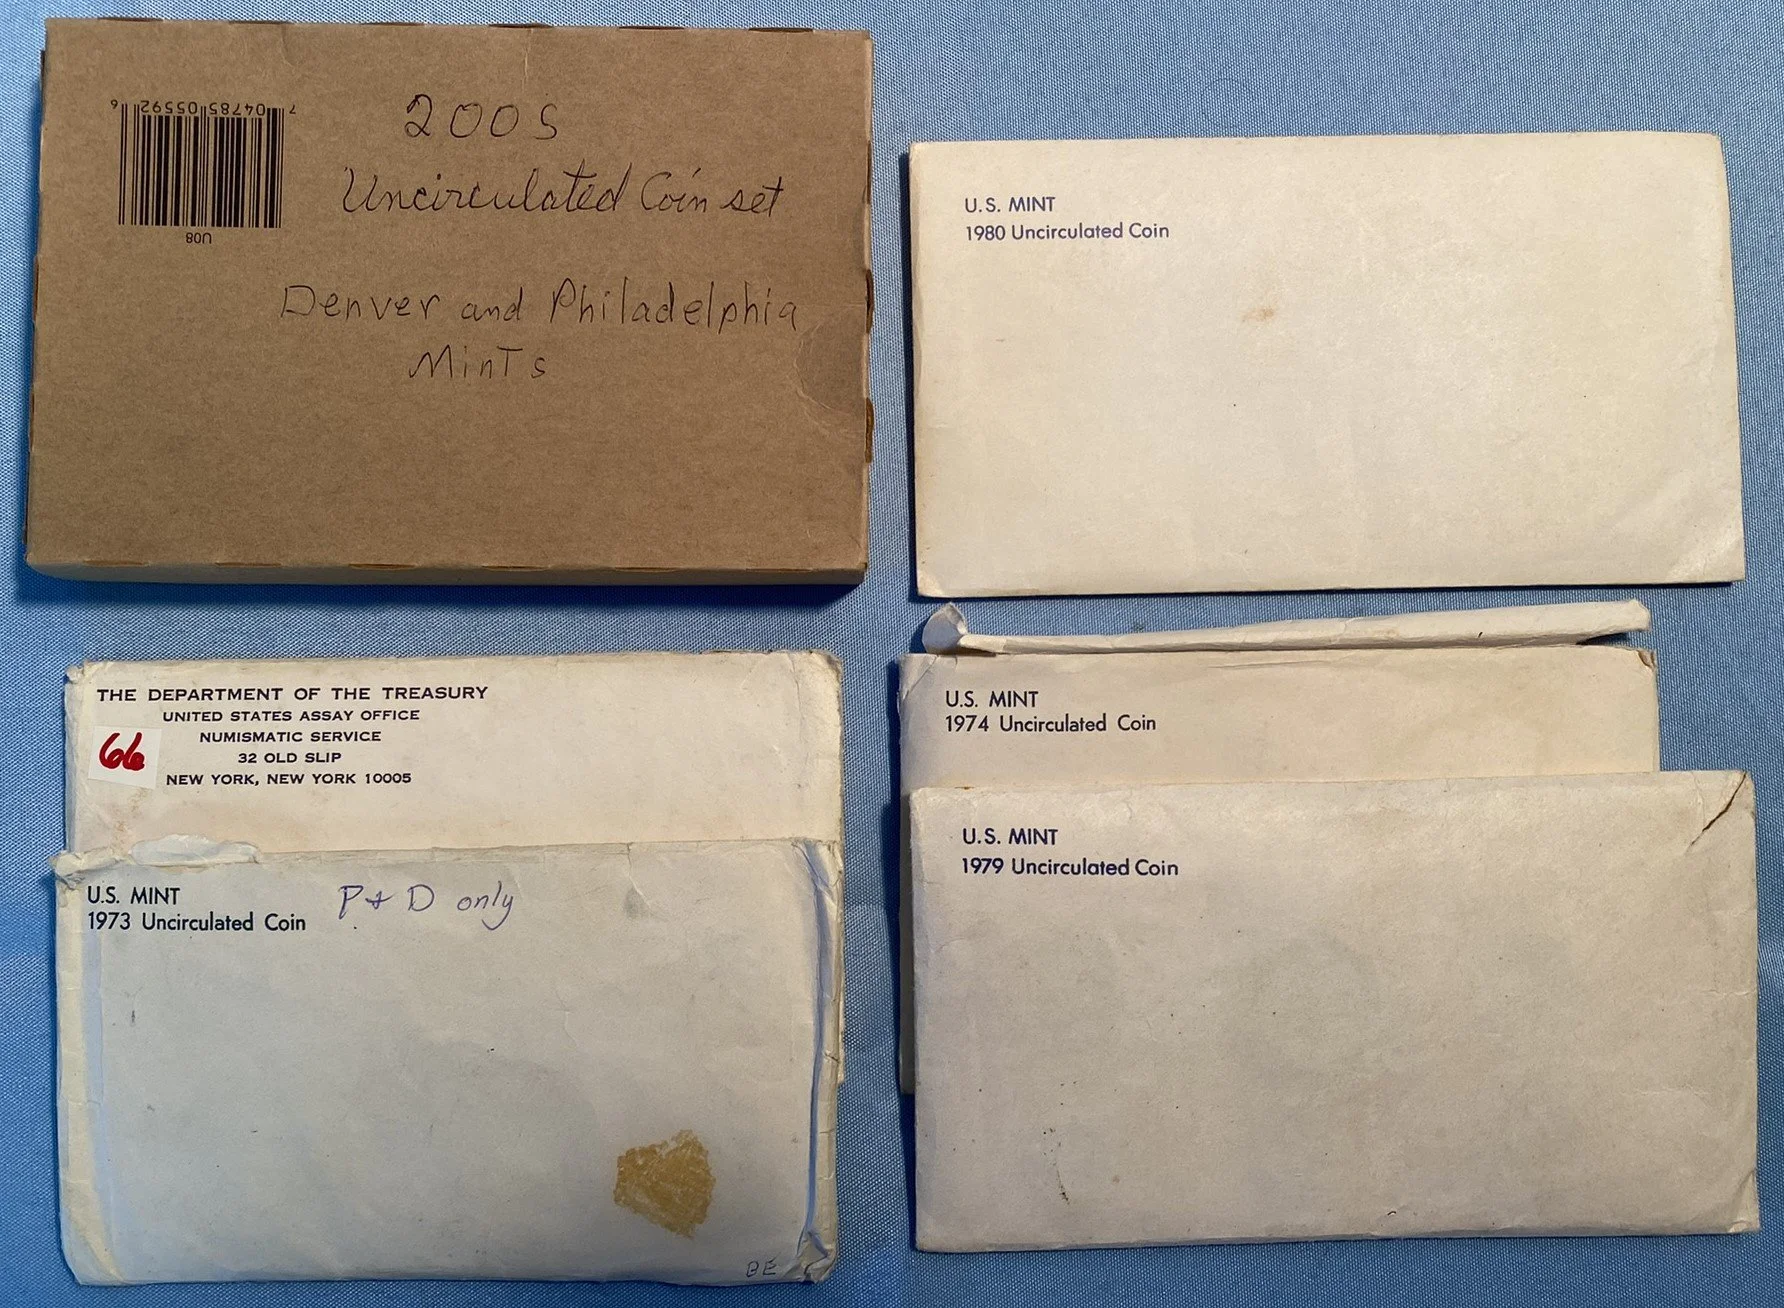 7 04785 05592 6
U08
2005
Uncirculated Coin set
Denver and Philadelphia
Mints
U.S. MINT
1980 Uncirculated Coin
THE DEPARTMENT OF THE TREASURY
UNITED STATES ASSAY OFFICE
NUMISMATIC SERVICE
32 OLD SLIP
NEW YORK, NEW YORK 10005
66
U.S. MINT
1973 Uncirculated Coin
P & D only
BE
U.S. MINT
1974 Uncirculated Coin
U.S. MINT
1979 Uncirculated Coin